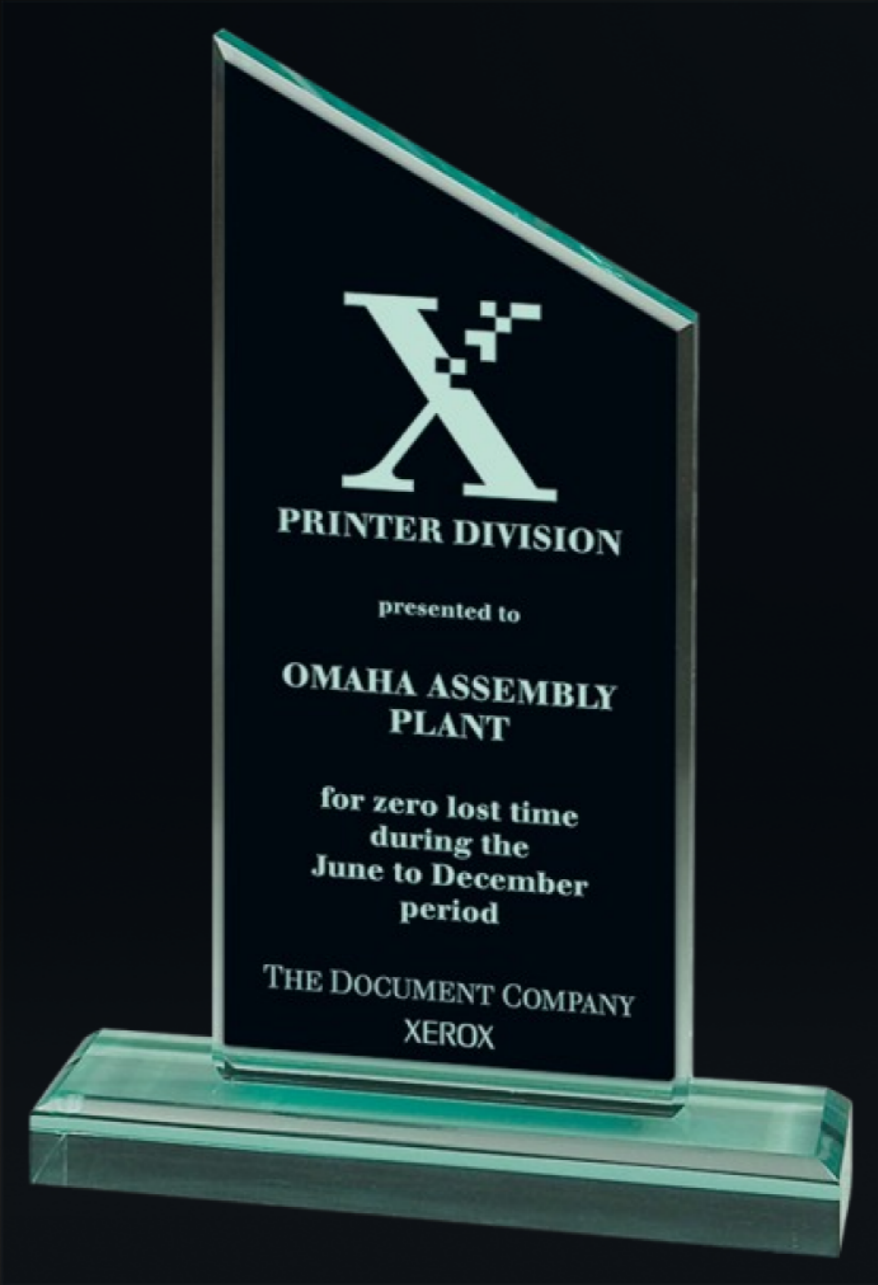 X
PRINTER DIVISION
presented to
OMAHA ASSEMBLY
PLANT
for zero lost time
during the
June to December
period
THE DOCUMENT COMPANY
XEROX